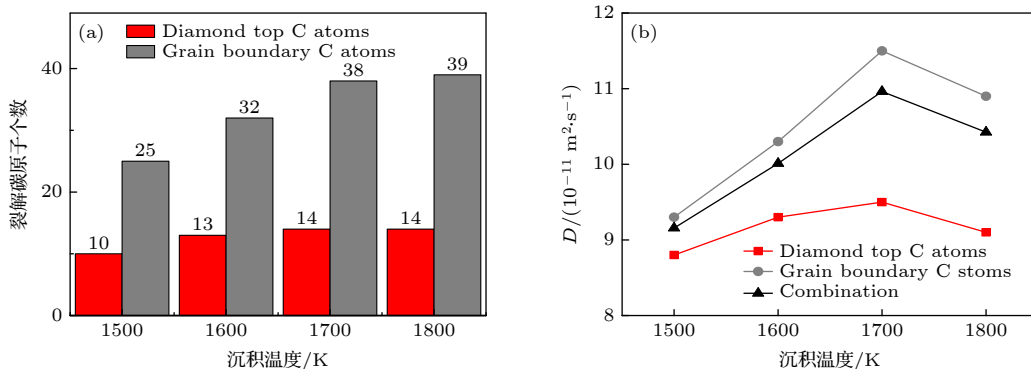 (a)
Diamond top C atoms
Grain boundary C atoms
40
20
0
裂解碳原子个数
10
25
13
32
14
38
14
39
1500
1600
1700
1800
沉积温度/K
(b)
12
11
10
9
8
D/(10⁻¹¹ m²·s⁻¹)
Diamond top C atoms
Grain boundary C stoms
Combination
1500
1600
1700
1800
沉积温度/K